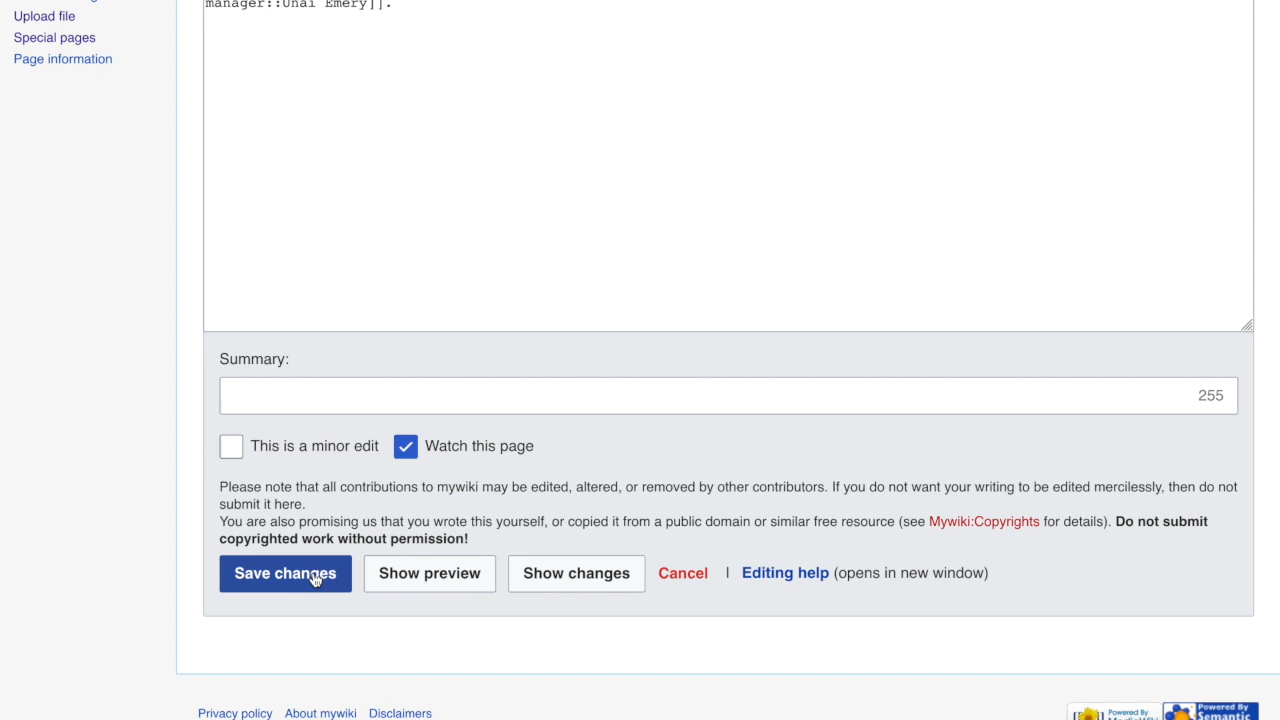 manager::Unai Emery]].
Upload file
Special pages
Page information
Summary:
255
This is a minor edit
Watch this page
Please note that all contributions to mywiki may be edited, altered, or removed by other contributors. If you do not want your writing to be edited mercilessly, then do not
submit it here.
You are also promising us that you wrote this yourself, or copied it from a public domain or similar free resource (see Mywiki:Copyrights for details). Do not submit
copyrighted work without permission!
Save changes
Show preview
Show changes
Cancel | Editing help (opens in new window)
Privacy policy
About mywiki
Disclaimers
Powered By
Powered By
Semantic